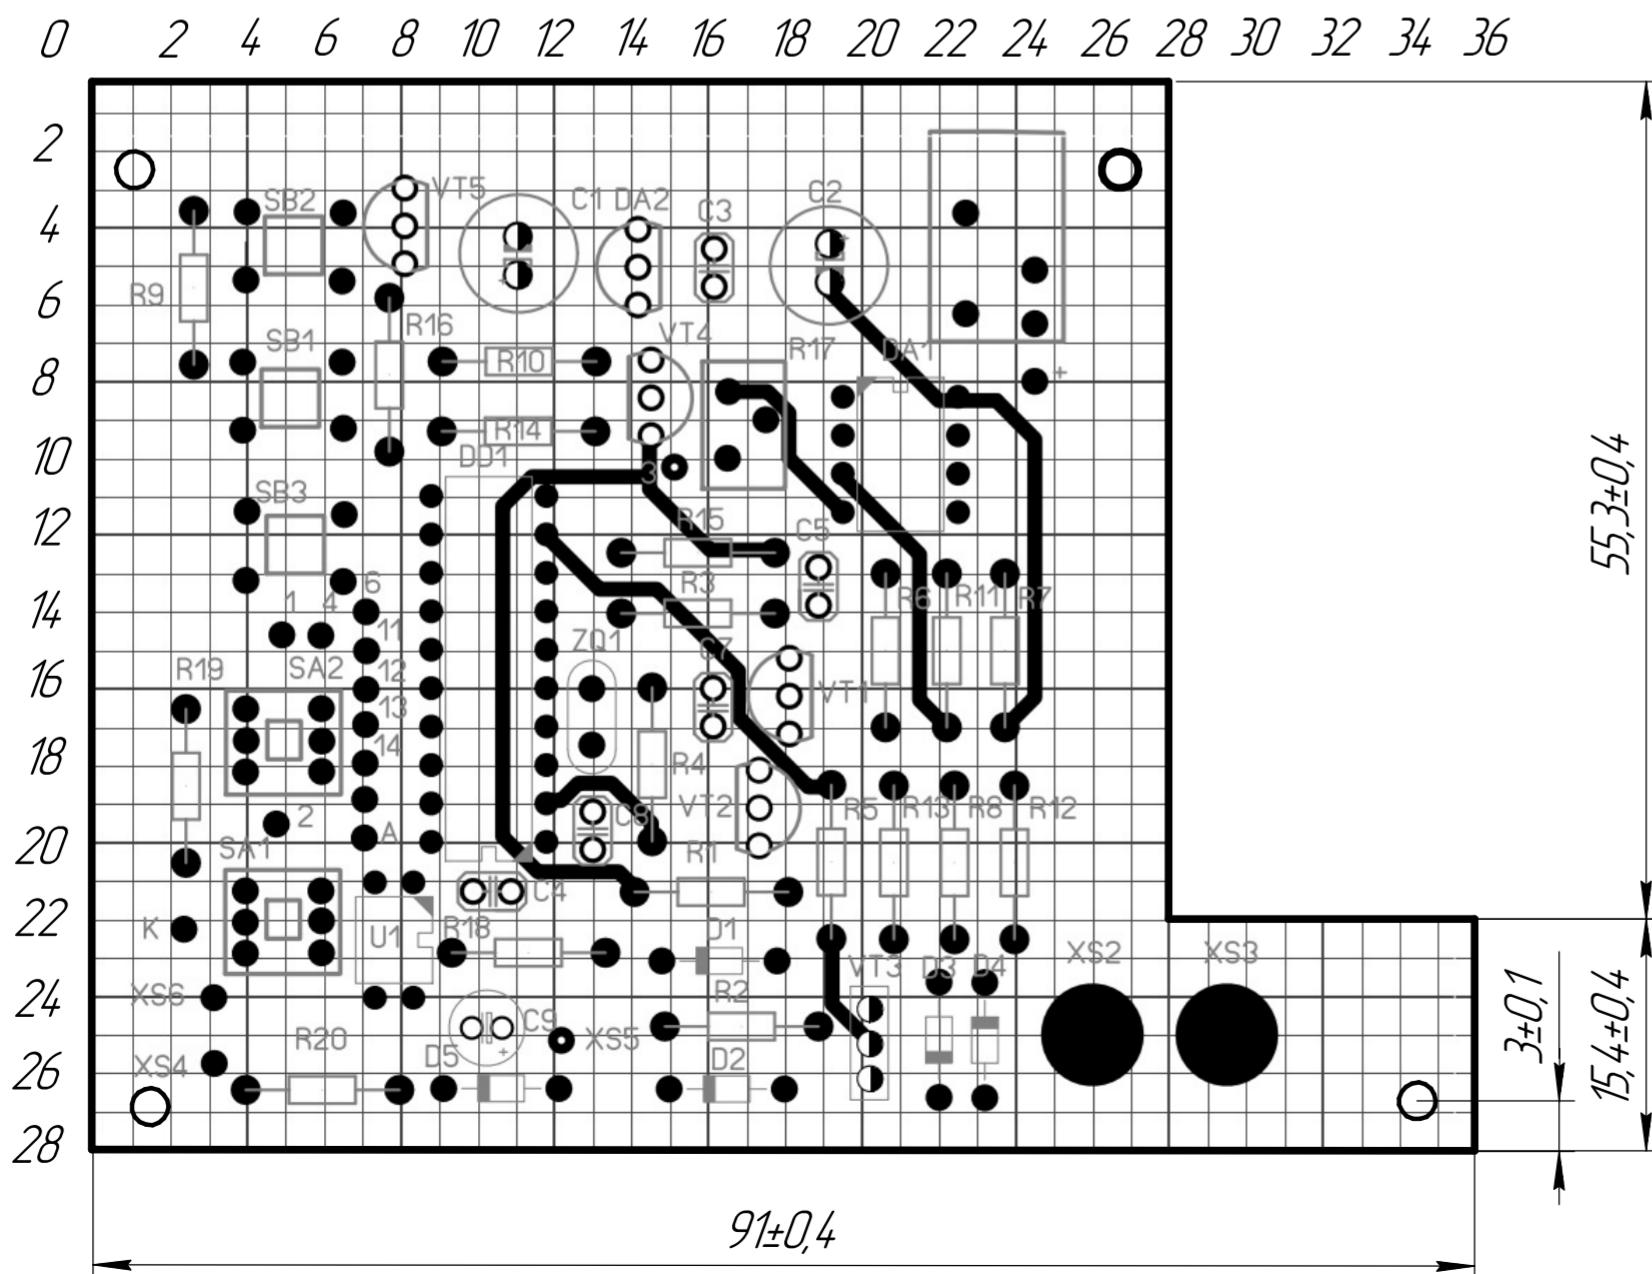 0 2 4 6 8 10 12 14 16 18 20 22 24 26 28 30 32 34 36
2
SB2 VT5 C1 DA2 C3 C2
+
4
+
6
R9 SB1 R16 VT4 R17 DA1
R10
8
+
R14
10
DD1
3
SB3
12
R15 C5
6 R3
14
1 4 R6 R11 R7
11 ZQ1 C7
R19 SA2 12
16
13 VT1
14
18
R4
2 C8 VT2 R5 R13 R8 R12
20
SA1 A R1
C4
22
K U1 R18 J1
VT3 D3 D4 XS2 XS3
XS6 R2
24
R20 C9 XS5
+
XS4 D5 D2
26
28
55,3±0,4
3±0,1
15,4±0,4
91±0,4